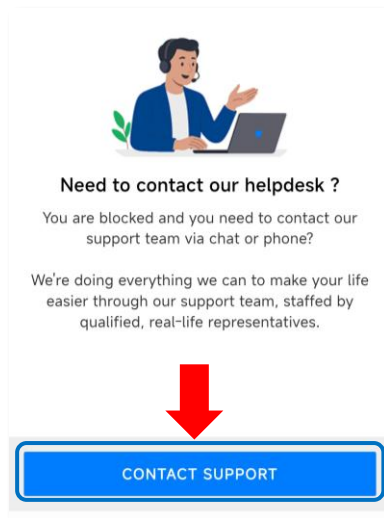 Need to contact our helpdesk ?
You are blocked and you need to contact our
support team via chat or phone?
We're doing everything we can to make your life
easier through our support team, staffed by
qualified, real-life representatives.
CONTACT SUPPORT